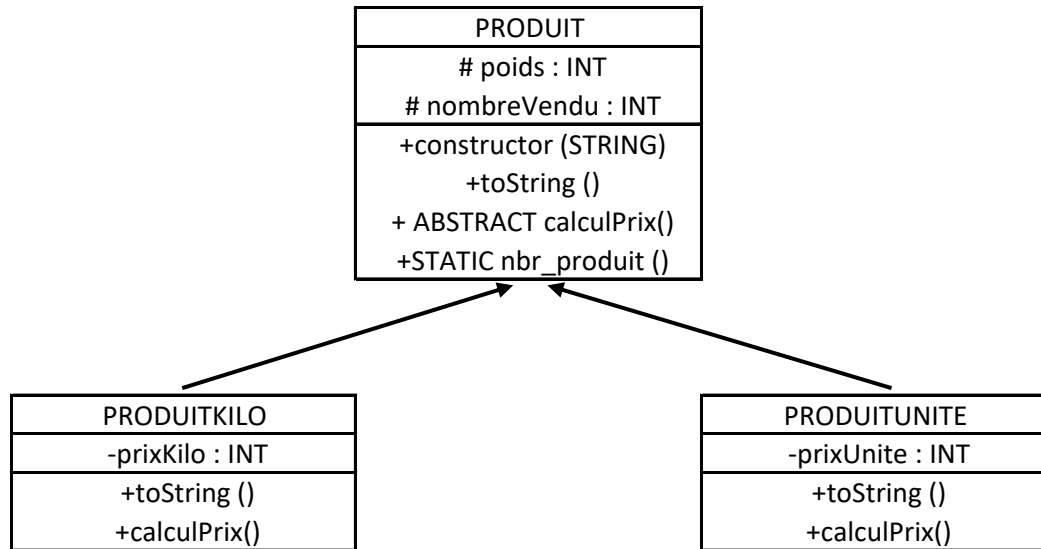 PRODUIT
# poids : INT
# nombreVendu : INT
+constructor (STRING)
+toString ()
+ ABSTRACT calculPrix()
+STATIC nbr_produit ()
PRODUITKILO
-prixKilo : INT
+toString ()
+calculPrix()
PRODUITUNITE
-prixUnite : INT
+toString ()
+calculPrix()